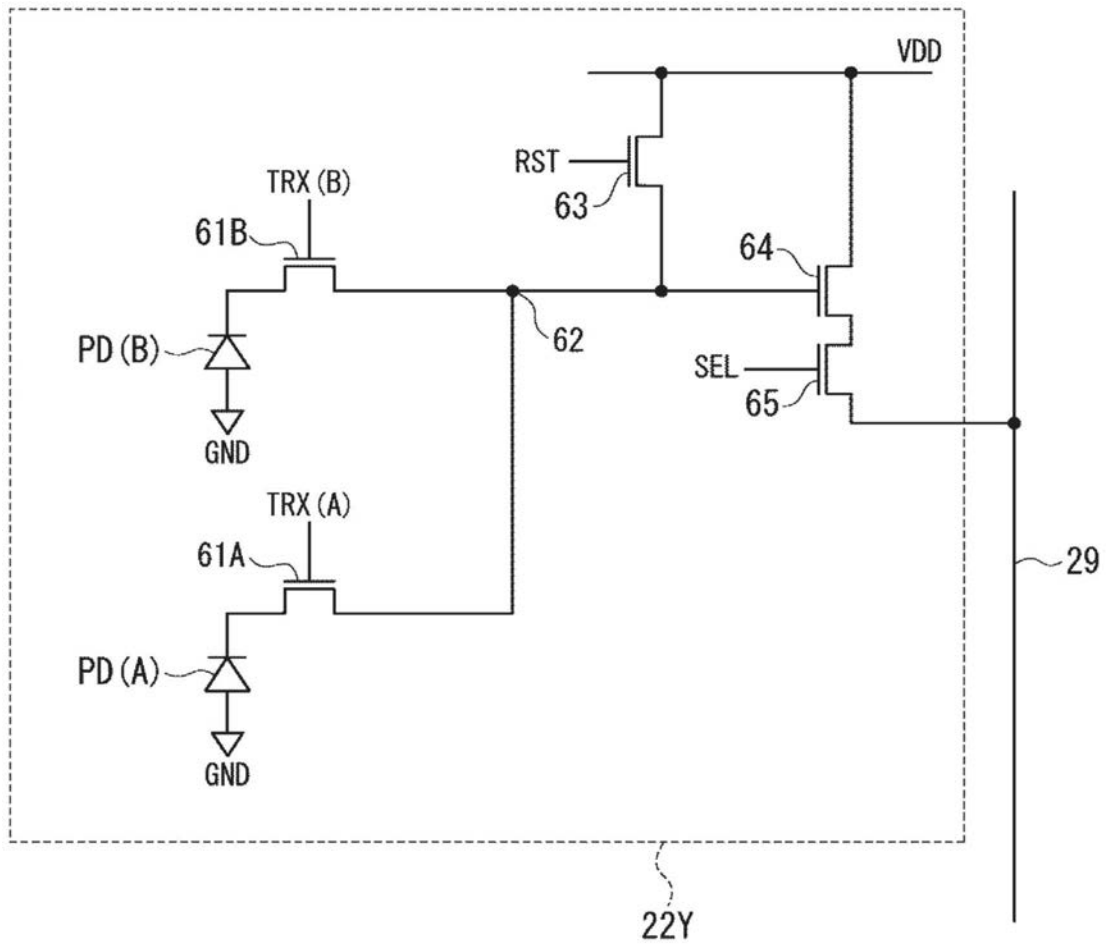 VDD
RST
63
TRX(B)
61B
64
62
PD(B)
SEL
65
GND
TRX(A)
61A
29
PD(A)
GND
22Y